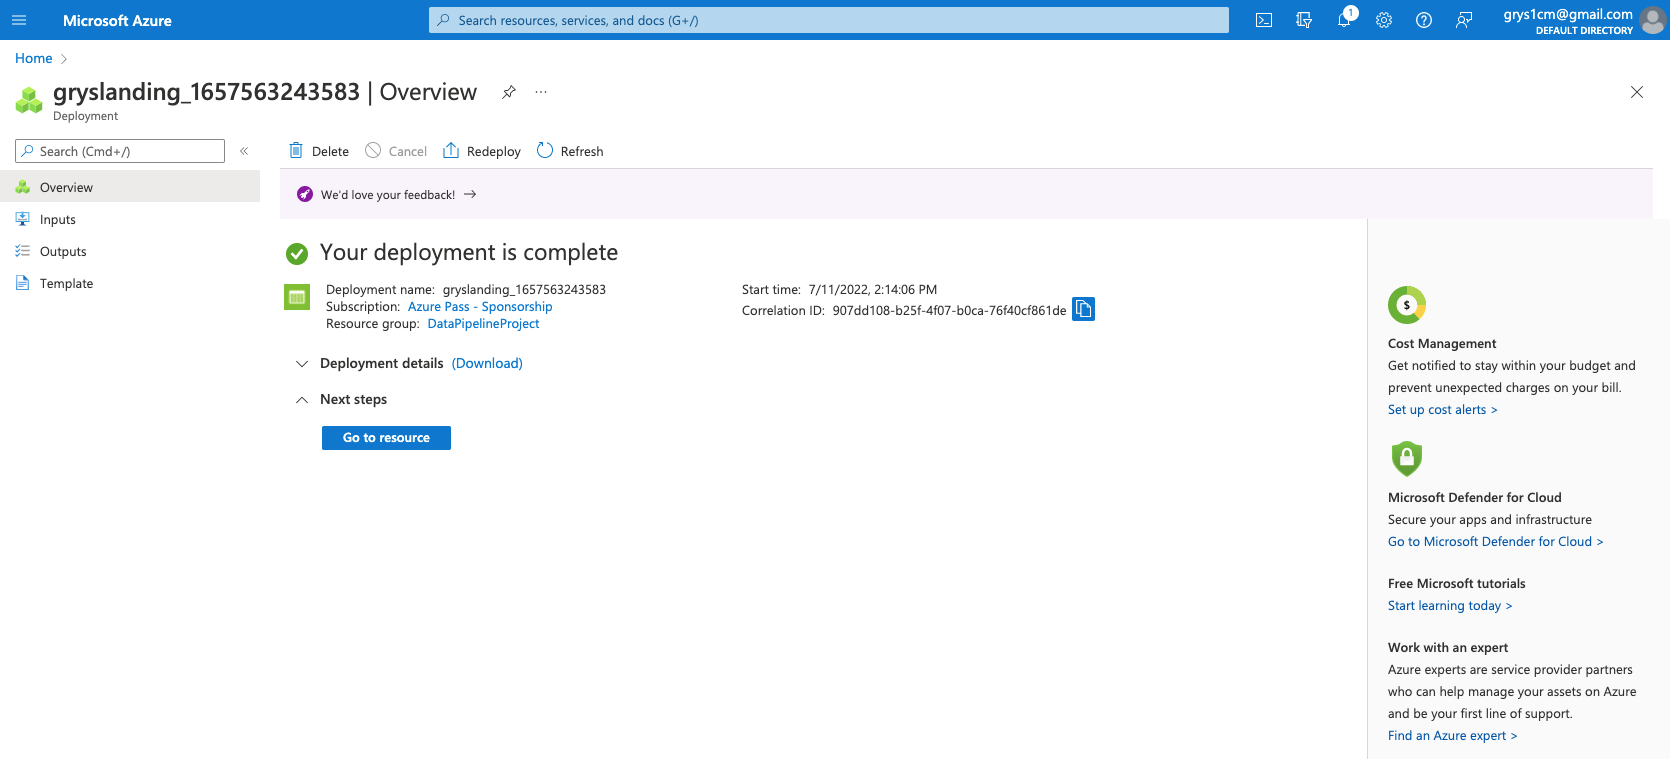 Microsoft Azure
Search resources, services, and docs (G+/)
1
grys1cm@gmail.com
DEFAULT DIRECTORY
Home
gryslanding_1657563243583 | Overview
Deployment
Search (Cmd+/)
Delete
Cancel
Redeploy
Refresh
Overview
Inputs
Outputs
Template
We'd love your feedback!
Your deployment is complete
Deployment name: gryslanding_1657563243583
Subscription: Azure Pass - Sponsorship
Resource group: DataPipelineProject
Start time: 7/11/2022, 2:14:06 PM
Correlation ID: 907dd108-b25f-4f07-b0ca-76f40cf861de
Deployment details (Download)
Next steps
Go to resource
$
Cost Management
Get notified to stay within your budget and
prevent unexpected charges on your bill.
Set up cost alerts >
Microsoft Defender for Cloud
Secure your apps and infrastructure
Go to Microsoft Defender for Cloud >
Free Microsoft tutorials
Start learning today >
Work with an expert
Azure experts are service provider partners
who can help manage your assets on Azure
and be your first line of support.
Find an Azure expert >